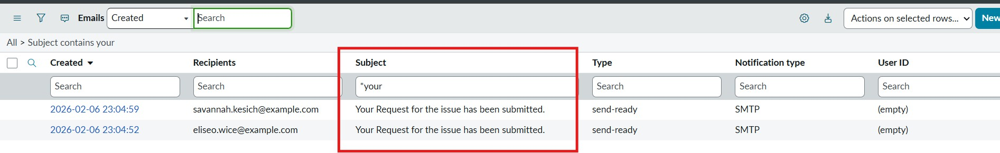 Emails Created Search Actions on selected rows... New
All > Subject contains your
Created Recipients Subject Type Notification type User ID
Search Search *your Search Search Search
2026-02-06 23:04:59 savannah.kesich@example.com Your Request for the issue has been submitted. send-ready SMTP (empty)
2026-02-06 23:04:52 eliseo.wice@example.com Your Request for the issue has been submitted. send-ready SMTP (empty)